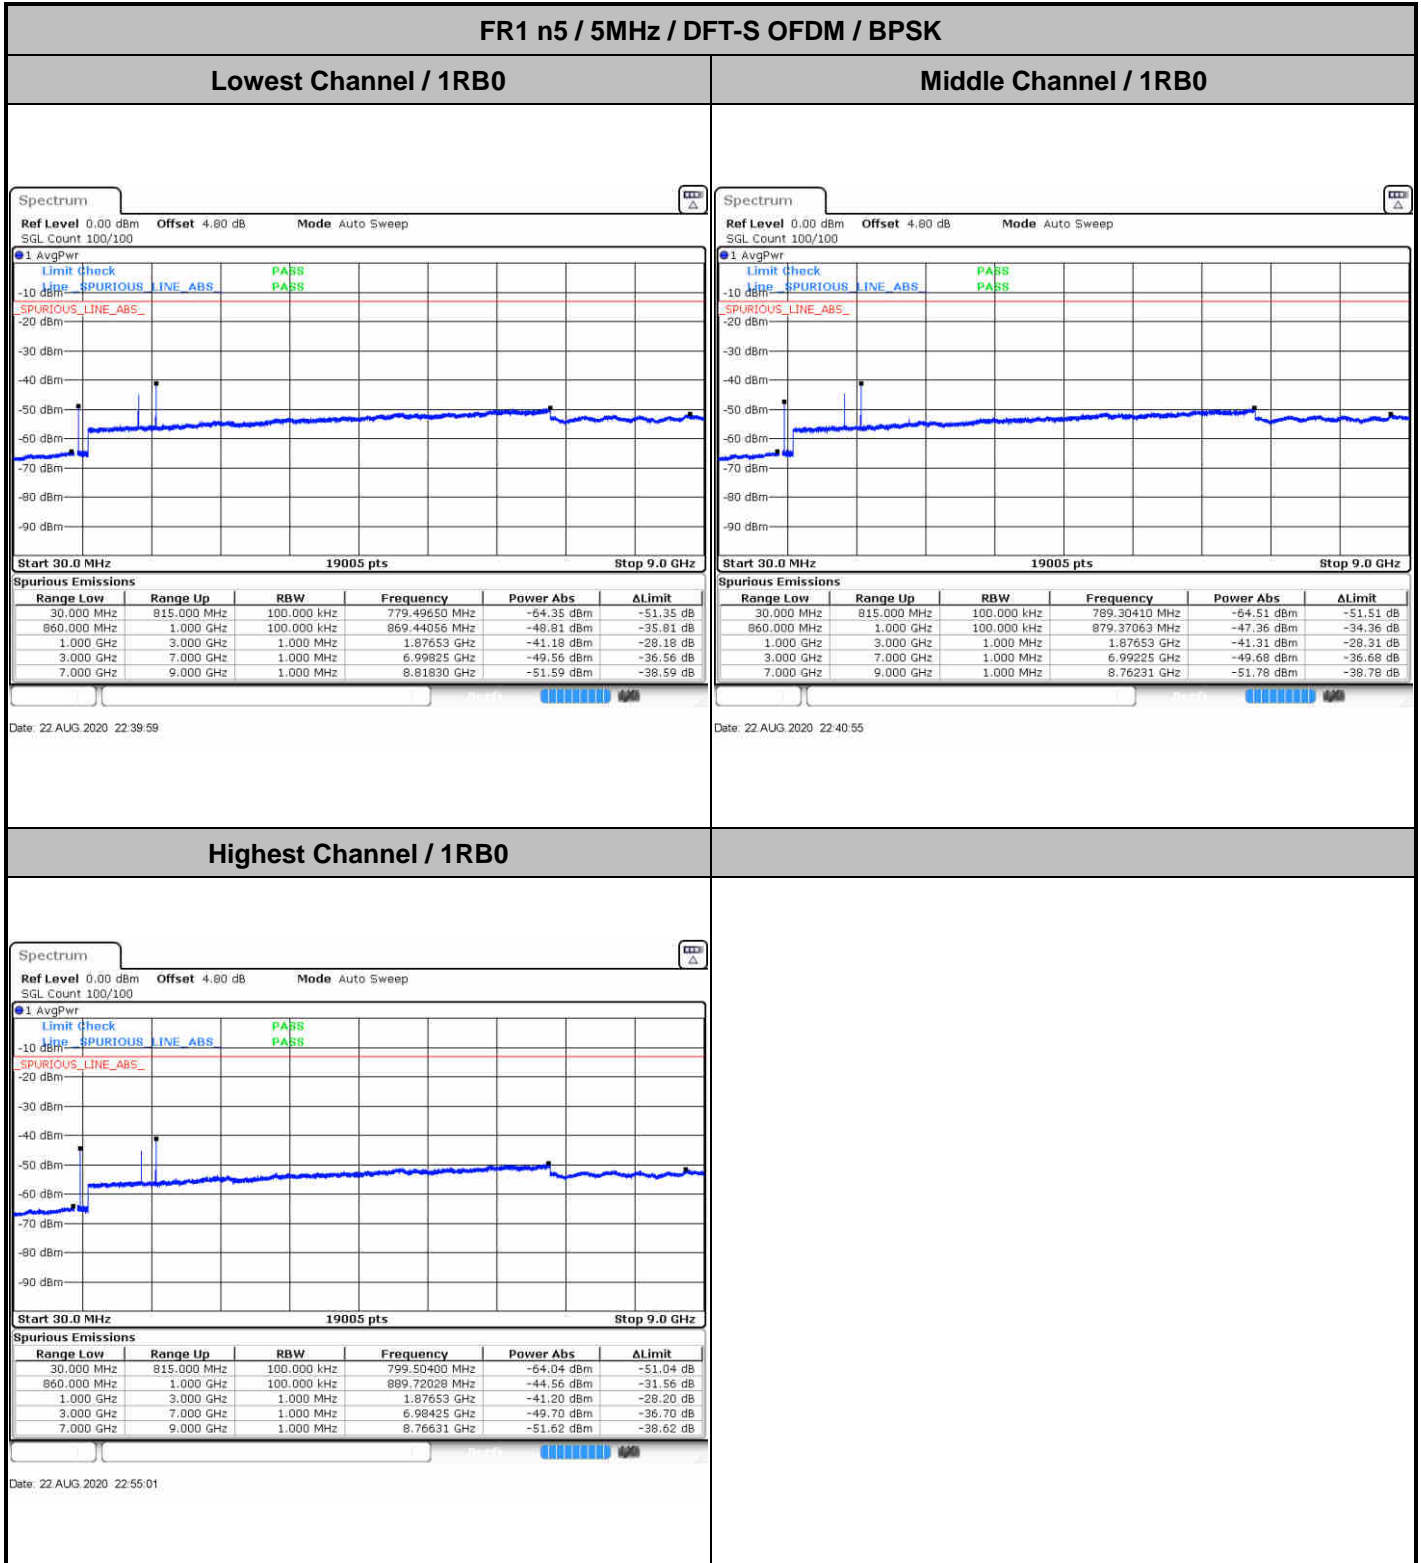 FR1 n5 / 5MHz / DFT-S OFDM / BPSK
Lowest Channel / 1RB0
Middle Channel / 1RB0
Spectrum
Ref Level 0.00 dBm Offset 4.80 dB Mode Auto Sweep
SGL Count 100/100
1 AvgPwr
Limit Check PASS
Line _SPURIOUS_LINE_ABS_ PASS
-10 dBm
_SPURIOUS_LINE_ABS_
-20 dBm
-30 dBm
-40 dBm
-50 dBm
-60 dBm
-70 dBm
-80 dBm
-90 dBm
Start 30.0 MHz 19005 pts Stop 9.0 GHz
Spurious Emissions
Range Low Range Up RBW Frequency Power Abs ΔLimit
30.000 MHz 815.000 MHz 100.000 kHz 779.49650 MHz -64.35 dBm -51.35 dB
860.000 MHz 1.000 GHz 100.000 kHz 869.44056 MHz -48.81 dBm -35.81 dB
1.000 GHz 3.000 GHz 1.000 MHz 1.87653 GHz -41.18 dBm -28.18 dB
3.000 GHz 7.000 GHz 1.000 MHz 6.99825 GHz -49.56 dBm -36.56 dB
7.000 GHz 9.000 GHz 1.000 MHz 8.81830 GHz -51.59 dBm -38.59 dB
Date: 22.AUG.2020 22:39:59
Spectrum
Ref Level 0.00 dBm Offset 4.80 dB Mode Auto Sweep
SGL Count 100/100
1 AvgPwr
Limit Check PASS
Line _SPURIOUS_LINE_ABS_ PASS
-10 dBm
_SPURIOUS_LINE_ABS_
-20 dBm
-30 dBm
-40 dBm
-50 dBm
-60 dBm
-70 dBm
-80 dBm
-90 dBm
Start 30.0 MHz 19005 pts Stop 9.0 GHz
Spurious Emissions
Range Low Range Up RBW Frequency Power Abs ΔLimit
30.000 MHz 815.000 MHz 100.000 kHz 789.30410 MHz -64.51 dBm -51.51 dB
860.000 MHz 1.000 GHz 100.000 kHz 879.37063 MHz -47.36 dBm -34.36 dB
1.000 GHz 3.000 GHz 1.000 MHz 1.87653 GHz -41.31 dBm -28.31 dB
3.000 GHz 7.000 GHz 1.000 MHz 6.99225 GHz -49.68 dBm -36.68 dB
7.000 GHz 9.000 GHz 1.000 MHz 8.76231 GHz -51.78 dBm -38.78 dB
Date: 22.AUG.2020 22:40:55
Highest Channel / 1RB0
Spectrum
Ref Level 0.00 dBm Offset 4.80 dB Mode Auto Sweep
SGL Count 100/100
1 AvgPwr
Limit Check PASS
Line _SPURIOUS_LINE_ABS_ PASS
-10 dBm
_SPURIOUS_LINE_ABS_
-20 dBm
-30 dBm
-40 dBm
-50 dBm
-60 dBm
-70 dBm
-80 dBm
-90 dBm
Start 30.0 MHz 19005 pts Stop 9.0 GHz
Spurious Emissions
Range Low Range Up RBW Frequency Power Abs ΔLimit
30.000 MHz 815.000 MHz 100.000 kHz 799.50400 MHz -64.04 dBm -51.04 dB
860.000 MHz 1.000 GHz 100.000 kHz 889.72028 MHz -44.56 dBm -31.56 dB
1.000 GHz 3.000 GHz 1.000 MHz 1.87653 GHz -41.20 dBm -28.20 dB
3.000 GHz 7.000 GHz 1.000 MHz 6.98425 GHz -49.70 dBm -36.70 dB
7.000 GHz 9.000 GHz 1.000 MHz 8.76631 GHz -51.62 dBm -38.62 dB
Date: 22.AUG.2020 22:55:01